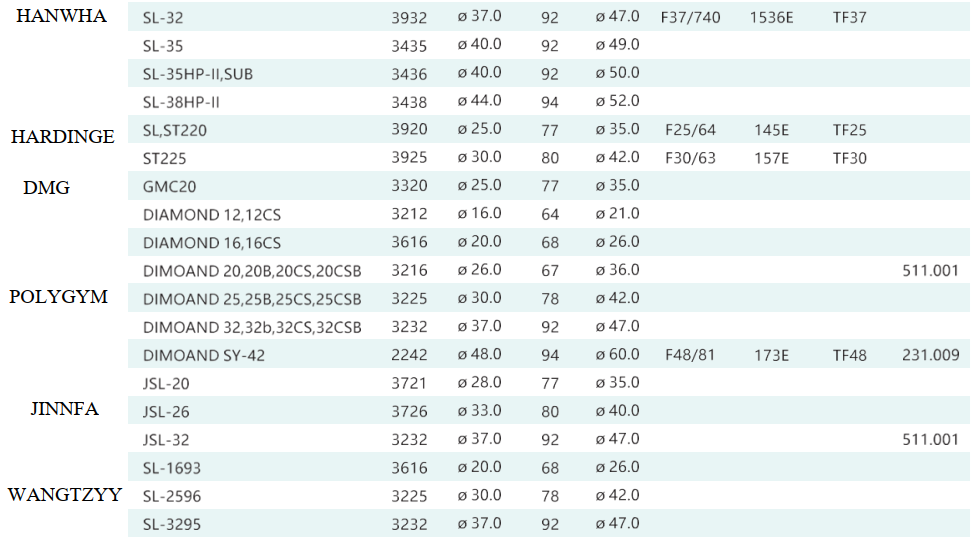 HANWHA SL-32 3932 ø 37.0 92 ø 47.0 F37/740 1536E TF37
SL-35 3435 ø 40.0 92 ø 49.0
SL-35HP-II,SUB 3436 ø 40.0 92 ø 50.0
SL-38HP-II 3438 ø 44.0 94 ø 52.0
HARDINGE SL,ST220 3920 ø 25.0 77 ø 35.0 F25/64 145E TF25
ST225 3925 ø 30.0 80 ø 42.0 F30/63 157E TF30
DMG GMC20 3320 ø 25.0 77 ø 35.0
DIAMOND 12,12CS 3212 ø 16.0 64 ø 21.0
DIAMOND 16,16CS 3616 ø 20.0 68 ø 26.0
DIMOAND 20,20B,20CS,20CSB 3216 ø 26.0 67 ø 36.0 511.001
POLYGYM DIMOAND 25,25B,25CS,25CSB 3225 ø 30.0 78 ø 42.0
DIMOAND 32,32b,32CS,32CSB 3232 ø 37.0 92 ø 47.0
DIMOAND SY-42 2242 ø 48.0 94 ø 60.0 F48/81 173E TF48 231.009
JSL-20 3721 ø 28.0 77 ø 35.0
JINNFA JSL-26 3726 ø 33.0 80 ø 40.0
JSL-32 3232 ø 37.0 92 ø 47.0 511.001
SL-1693 3616 ø 20.0 68 ø 26.0
WANGTZYY SL-2596 3225 ø 30.0 78 ø 42.0
SL-3295 3232 ø 37.0 92 ø 47.0